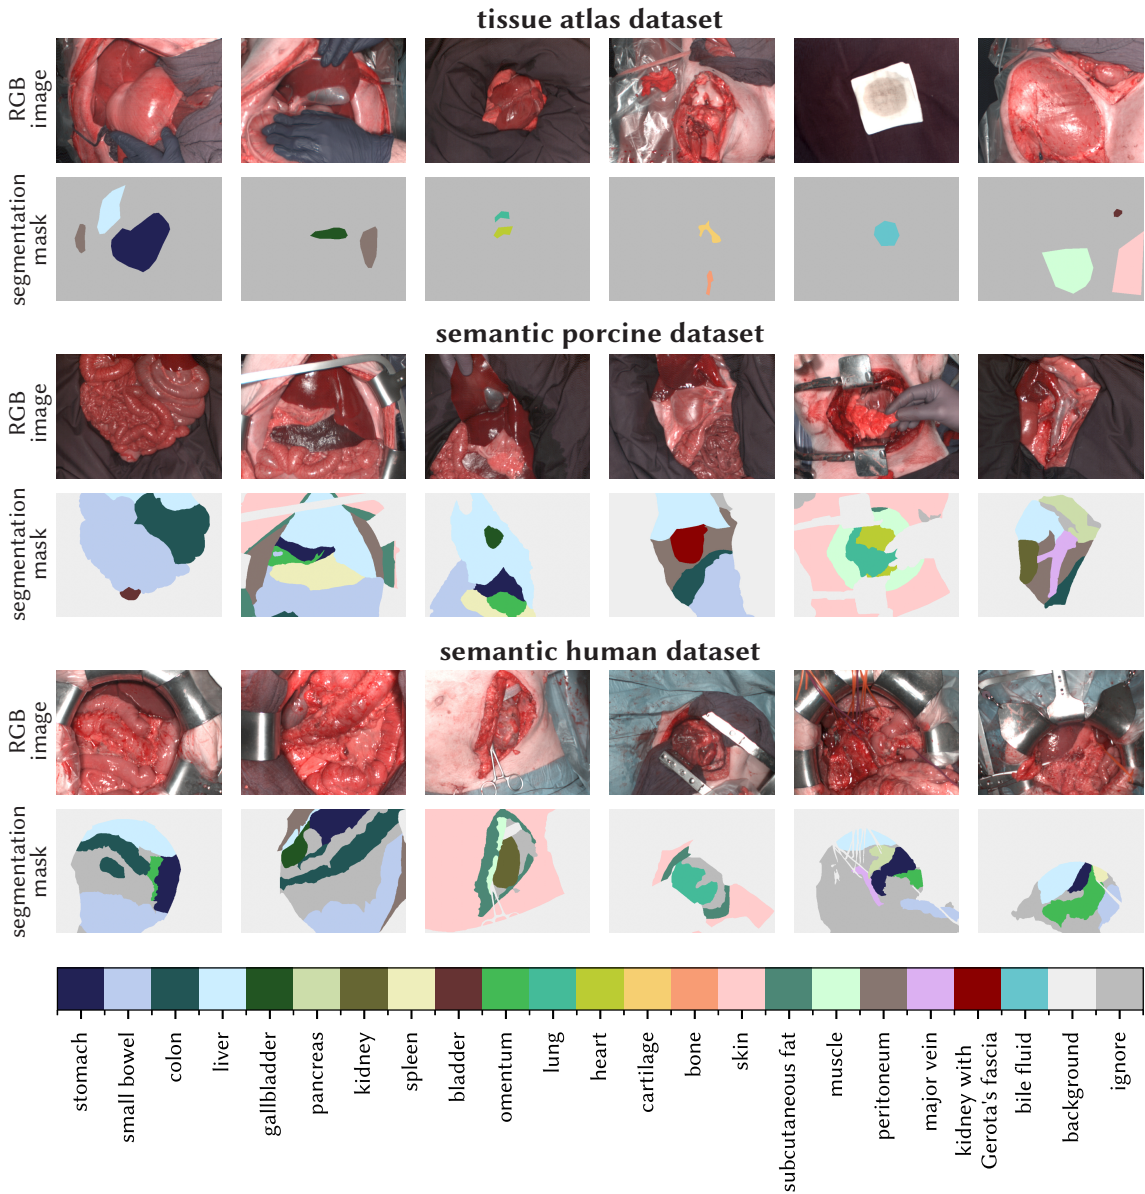 tissue atlas dataset
RGB
image
segmentation
mask
semantic porcine dataset
RGB
image
segmentation
mask
semantic human dataset
RGB
image
segmentation
mask
stomach
small bowel
colon
liver
gallbladder
pancreas
kidney
spleen
bladder
omentum
lung
heart
cartilage
bone
skin
subcutaneous fat
muscle
peritoneum
major vein
kidney with
Gerota's fascia
bile fluid
background
ignore